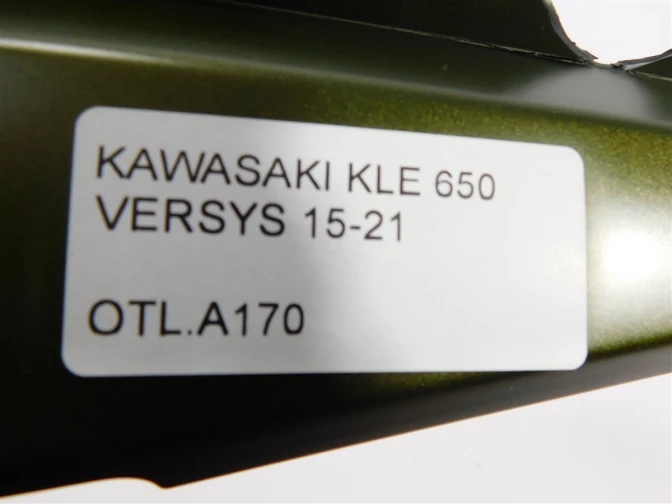 KAWASAKI KLE 650
VERSYS 15-21
OTL.A170